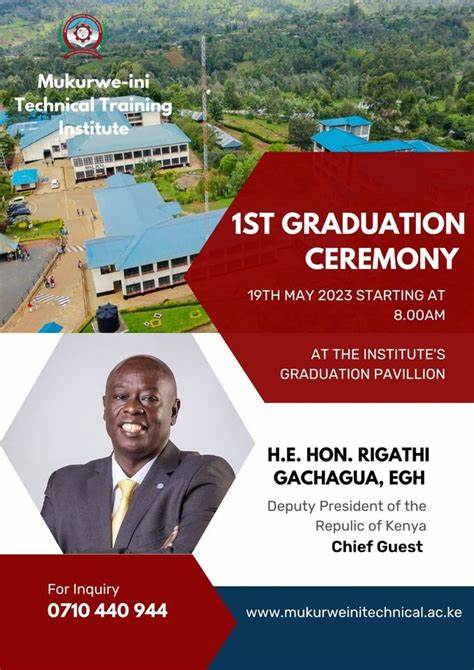 Mukurwe-ini
Technical Training
Institute
1ST GRADUATION
CEREMONY
19TH MAY 2023 STARTING AT
8.00AM
AT THE INSTITUTE'S
GRADUATION PAVILLION
H.E. HON. RIGATHI
GACHAGUA, EGH
Deputy President of the
Repulic of Kenya
Chief Guest
For Inquiry
0710 440 944
www.mukurweinitechnical.ac.ke